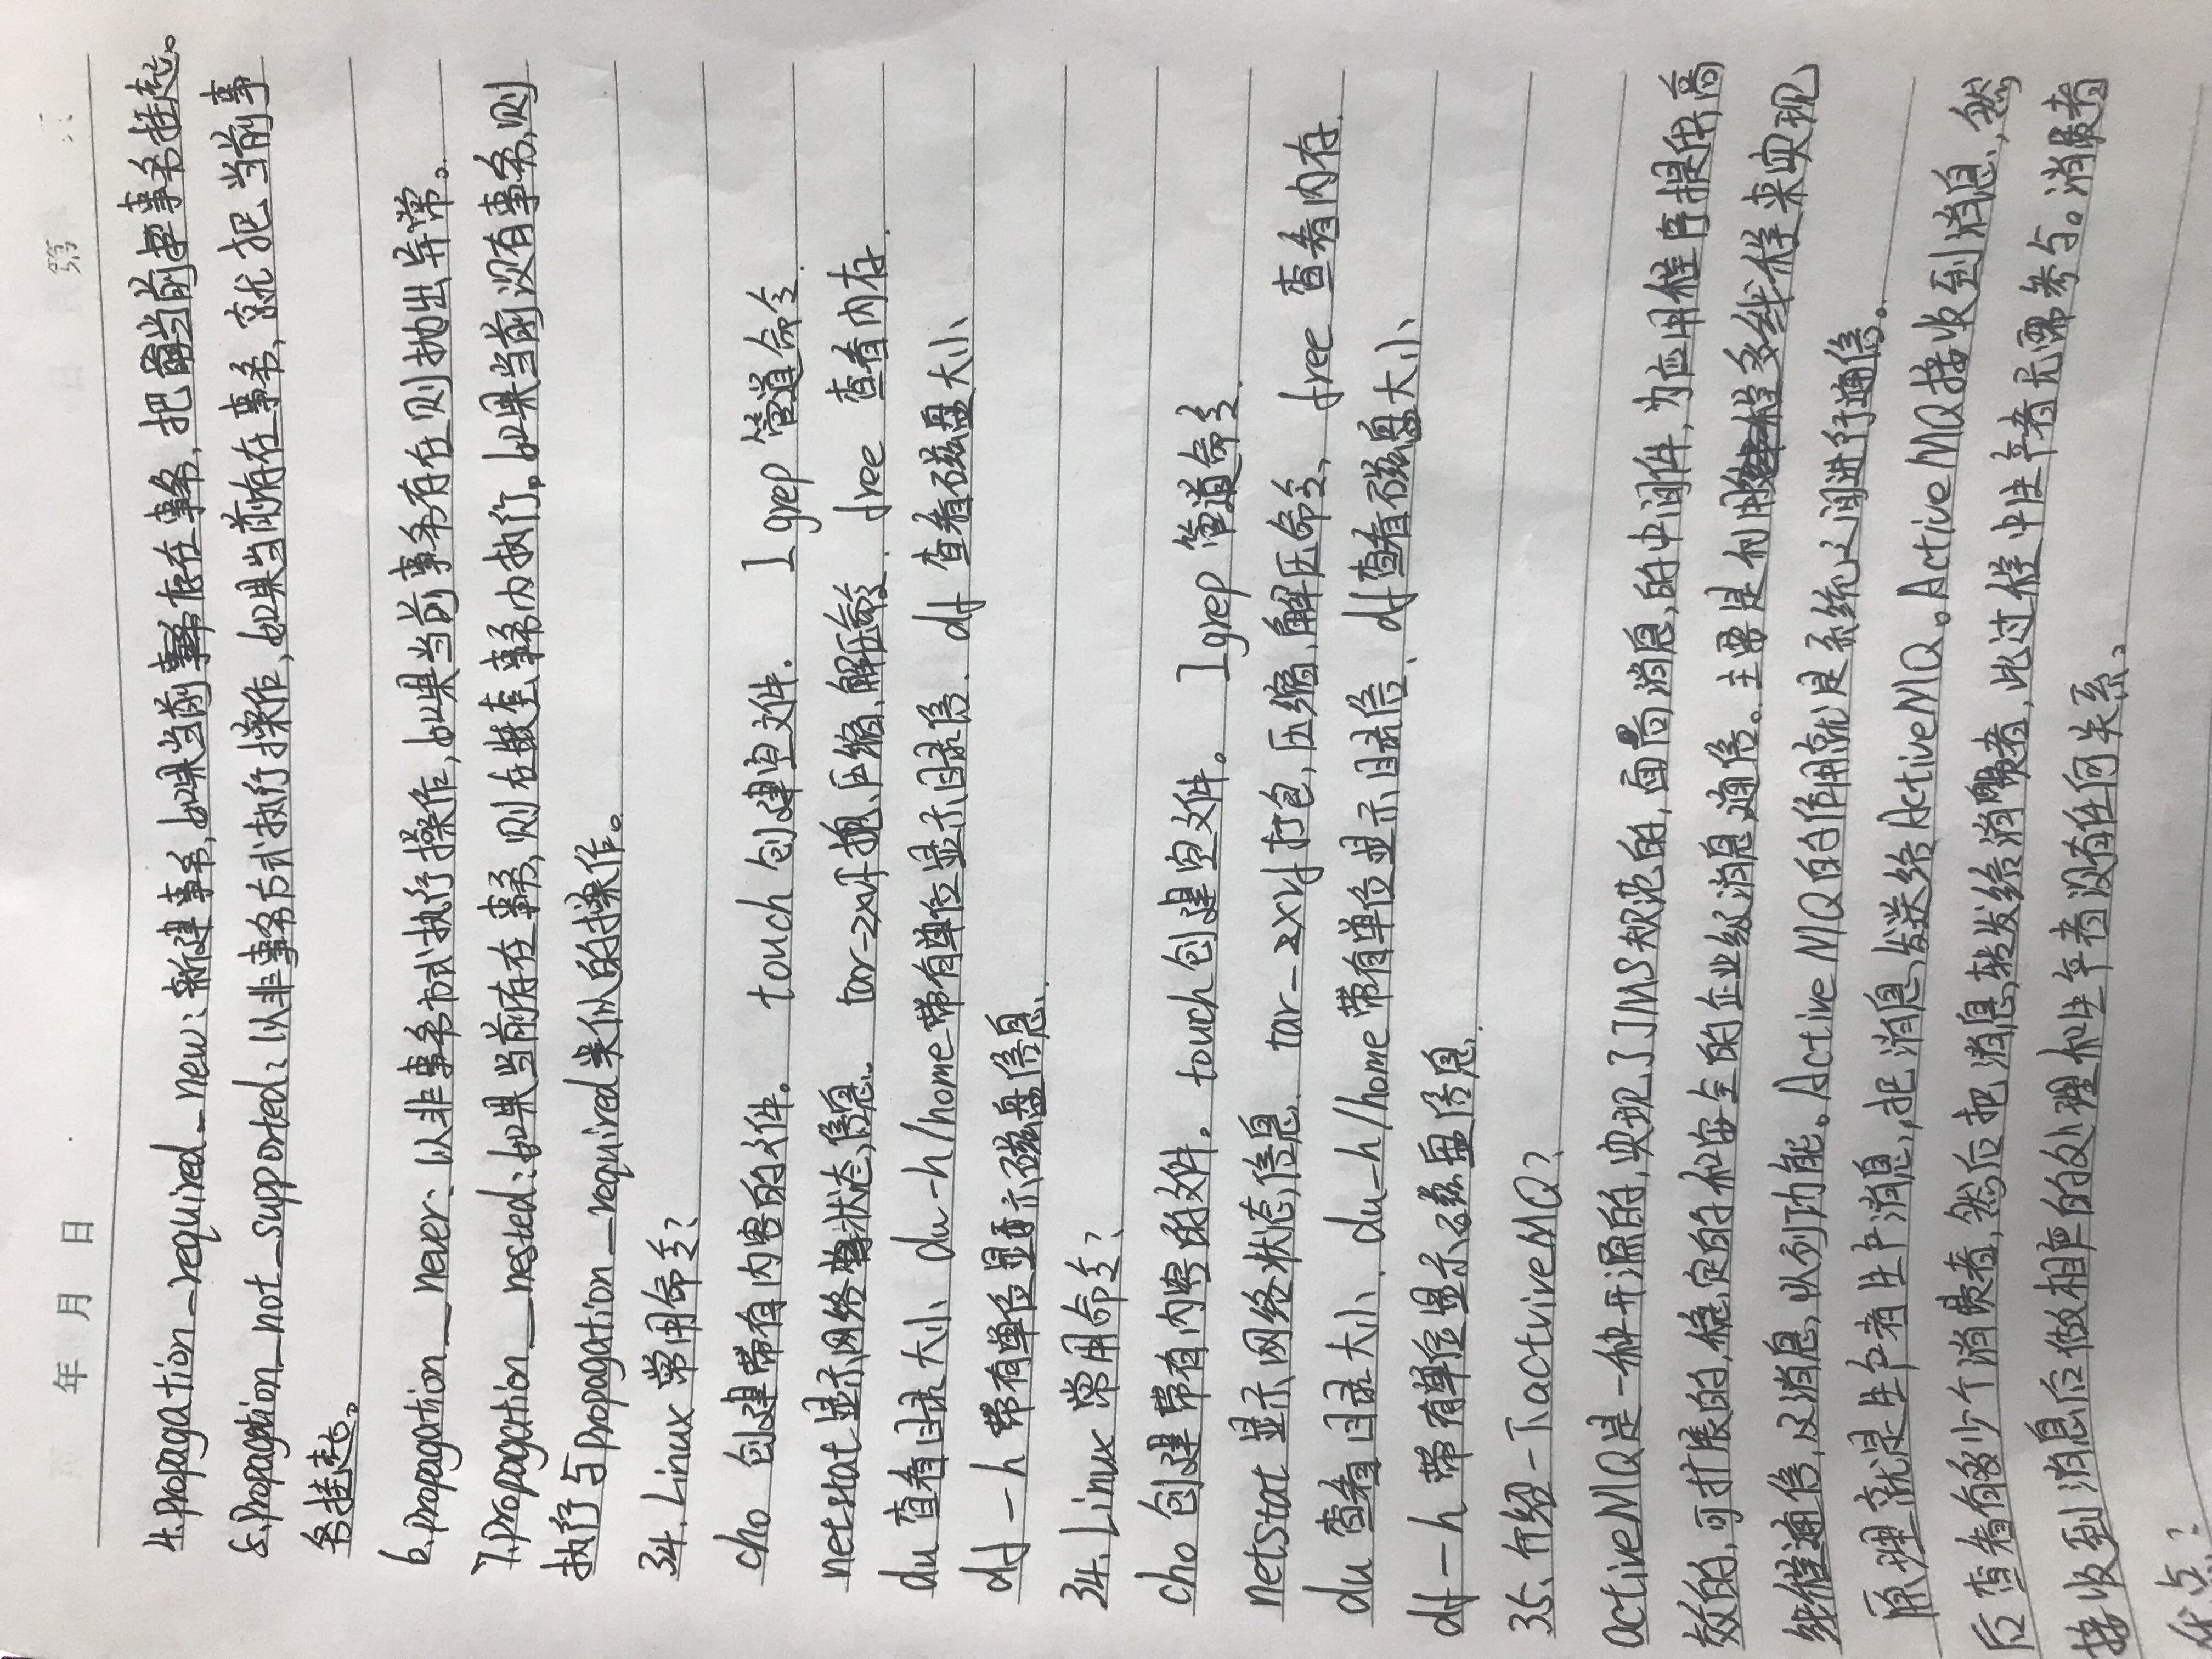 年 月 日 第 页
4.propagation_required_new：新建事务,如果当前事务存在事务,把当前事务挂起。
5.Propagation_not_supported：以非事务方式执行操作,如果当前存在事务,就把当前事
务挂起。
6.propagation_never：以非事务方式执行操作,如果当前事务存在则抛出异常。
7.Propagation_nested：如果当前存在事务,则在嵌套事务内执行。如果当前没有事务,则
执行与propagation_required类似的操作。
34.Linux常用命令？
cho 创建带有内容的文件。 touch 创建空文件. I grep 管道命令.
netstat 显示网络状态信息. tar-zxvf 打包、压缩、解压命令. free 查看内存.
du 查看目录大小 du-h/home带有单位显示目录信. df 查看磁盘大小
df -h 带有单位显示磁盘信息.
34.Linux 常用命令？
cho 创建带有内容的文件。 touch 创建空文件。 Igrep 管道命令.
netstat 显示网络状态信息. tar-zxvf打包,压缩,解压命令, free 查看内存.
du 查看目录大小. du-h/home带有单位显示目录信. df查看磁盘大小
df -h 带有单位显示磁盘信息.
35.介绍一下actviveMQ？
activeMQ是一种开源的,实现了JMS规范的,面向消息的中间件,为应用程序提供高
效的,可扩展的,稳定的和安全的企业级消息通信。主要是利用多线程来实现
线程通信,及消息队列功能。ActiveMQ的作用就是系统之间进行通信。
原理就是生产者生产消息,把消息发送给ActiveMQ。ActiveMQ接收到消息,然
后查看有多少个消费者,然后把消息转发给消费者,此过程中生产者无需参与。消费者
接收到消息后做相应的处理和生产者没有任何关系。
优点？